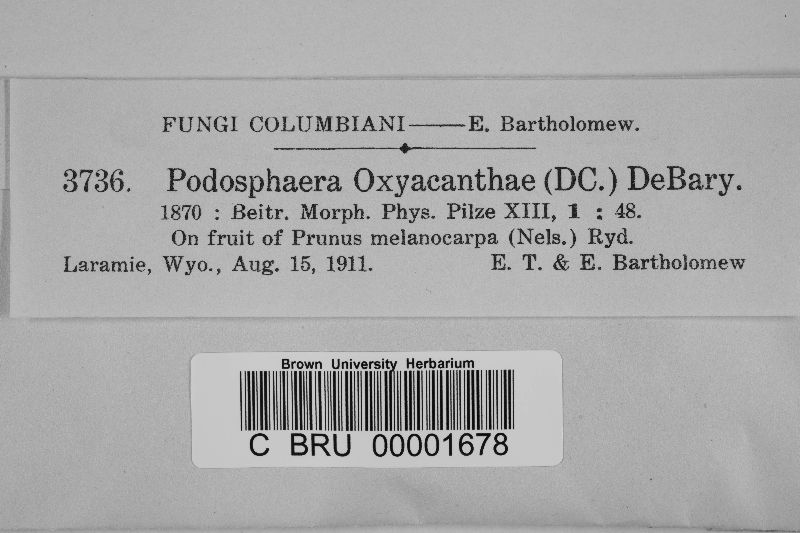 FUNGI COLUMBIANI——E. Bartholomew.
3736. Podosphaera Oxyacanthae (DC.) DeBary.
1870 : Beitr. Morph. Phys. Pilze XIII, 1 : 48.
On fruit of Prunus melanocarpa (Nels.) Ryd.
Laramie, Wyo., Aug. 15, 1911. E. T. & E. Bartholomew
Brown University Herbarium
C BRU 00001678